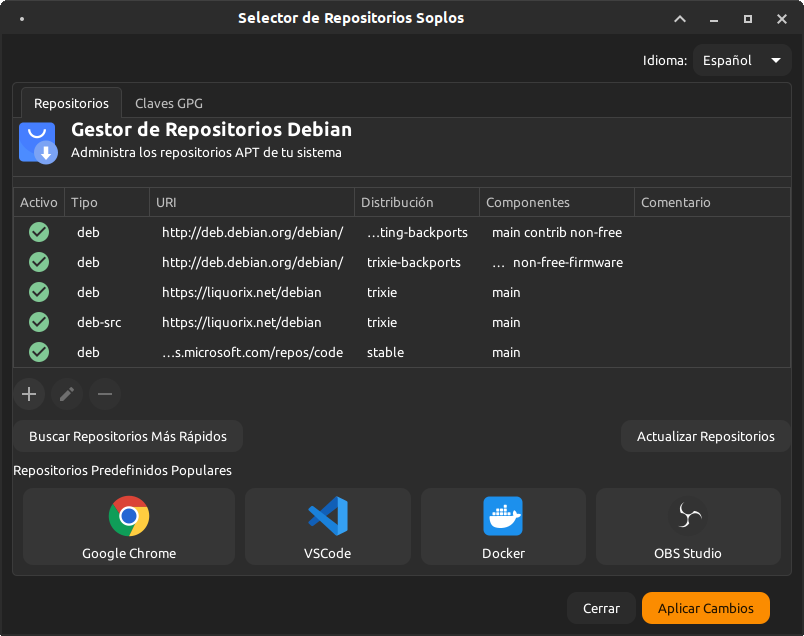 Selector de Repositorios Soplos
Idioma: Español
Repositorios Claves GPG
Gestor de Repositorios Debian
Administra los repositorios APT de tu sistema
Activo Tipo URI Distribución Componentes Comentario
deb http://deb.debian.org/debian/ …ting-backports main contrib non-free
deb http://deb.debian.org/debian/ trixie-backports … non-free-firmware
deb https://liquorix.net/debian trixie main
deb-src https://liquorix.net/debian trixie main
deb …s.microsoft.com/repos/code stable main
Buscar Repositorios Más Rápidos Actualizar Repositorios
Repositorios Predefinidos Populares
Google Chrome VSCode Docker OBS Studio
Cerrar Aplicar Cambios